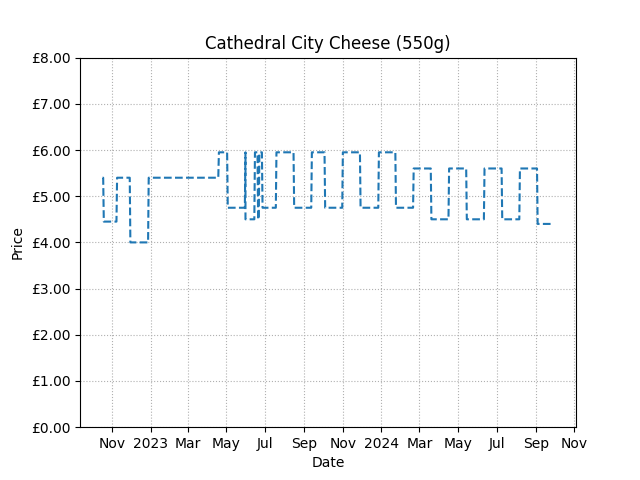 Cathedral City Cheese (550g)
£8.00
£7.00
£6.00
£5.00
£4.00
£3.00
£2.00
£1.00
£0.00
Price
Nov 2023 Mar May Jul Sep Nov 2024 Mar May Jul Sep Nov
Date